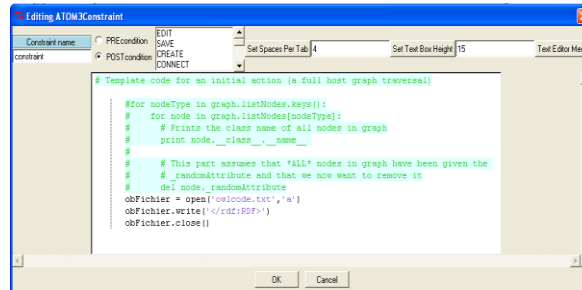 Editing ATOM3Constraint
Constraint name:
constraint
PREcondition
POSTcondition
EDIT
SAVE
CREATE
CONNECT
Set Spaces Per Tab 4
Set Text Box Height 15
Text Editor Men
# Template code for an initial action (a full host graph traversal)
#for nodeType in graph.listNodes.keys():
#    for node in graph.listNodes[nodeType]:
#      # Prints the class name of all nodes in graph
#      print node.__class__.__name__
#
#      # This part assumes that *ALL* nodes in graph have been given the
#      # _randomAttribute and that we now want to remove it
#      del node._randomAttribute
obFichier = open('owlcode.txt','a')
obFichier.write('</rdf:RDF>')
obFichier.close()
OK
Cancel